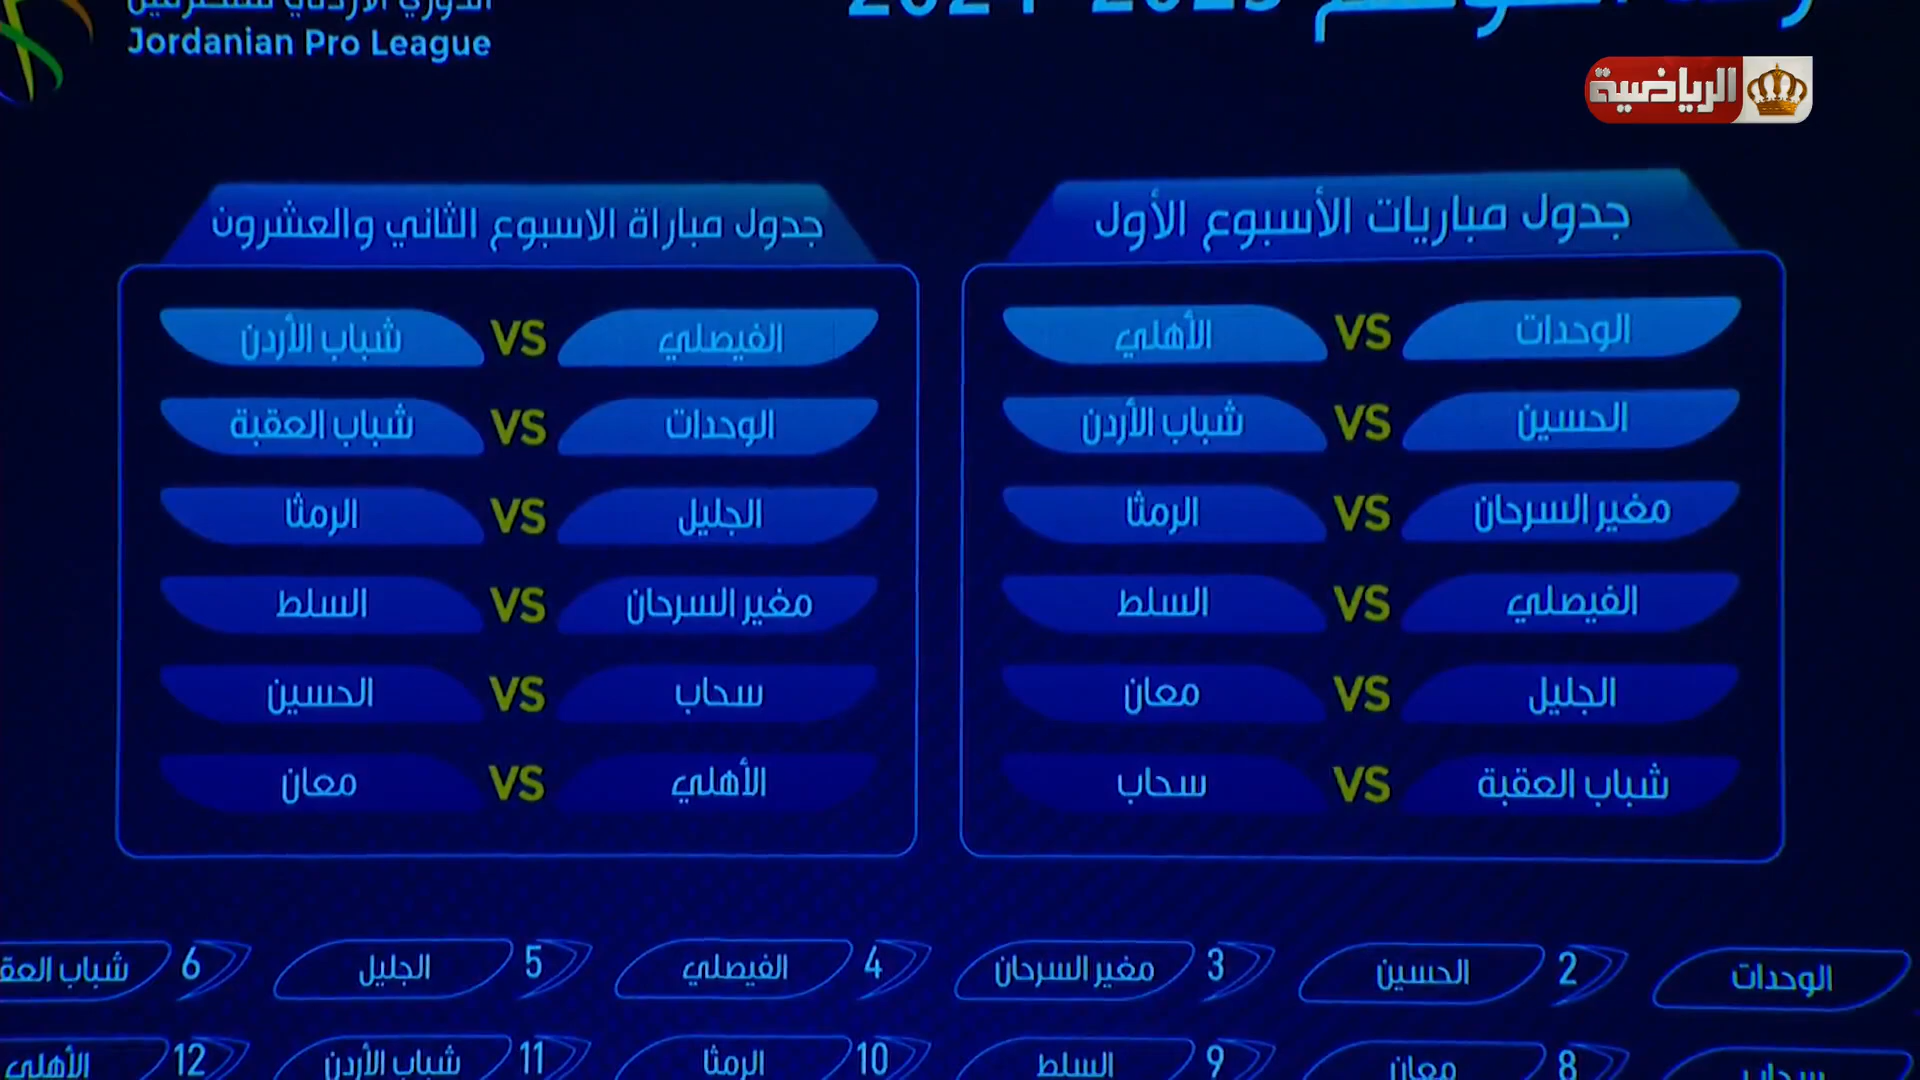 Jordanian Pro League
2024-2023
الرياضية
جدول مباريات الأسبوع الأول
الوحدات VS الأهلي
الحسين VS شباب الأردن
مغير السرحان VS الرمثا
الفيصلي VS السلط
الجليل VS معان
شباب العقبة VS سحاب
جدول مباراة الاسبوع الثاني والعشرون
الفيصلي VS شباب الأردن
الوحدات VS شباب العقبة
الجليل VS الرمثا
مغير السرحان VS السلط
سحاب VS الحسين
الأهلي VS معان
الوحدات 2 الحسين 3 مغير السرحان 4 الفيصلي 5 الجليل 6 شباب
سحاب 8 معان 9 السلط 10 الرمثا 11 شباب الأردن 12 الأهلي